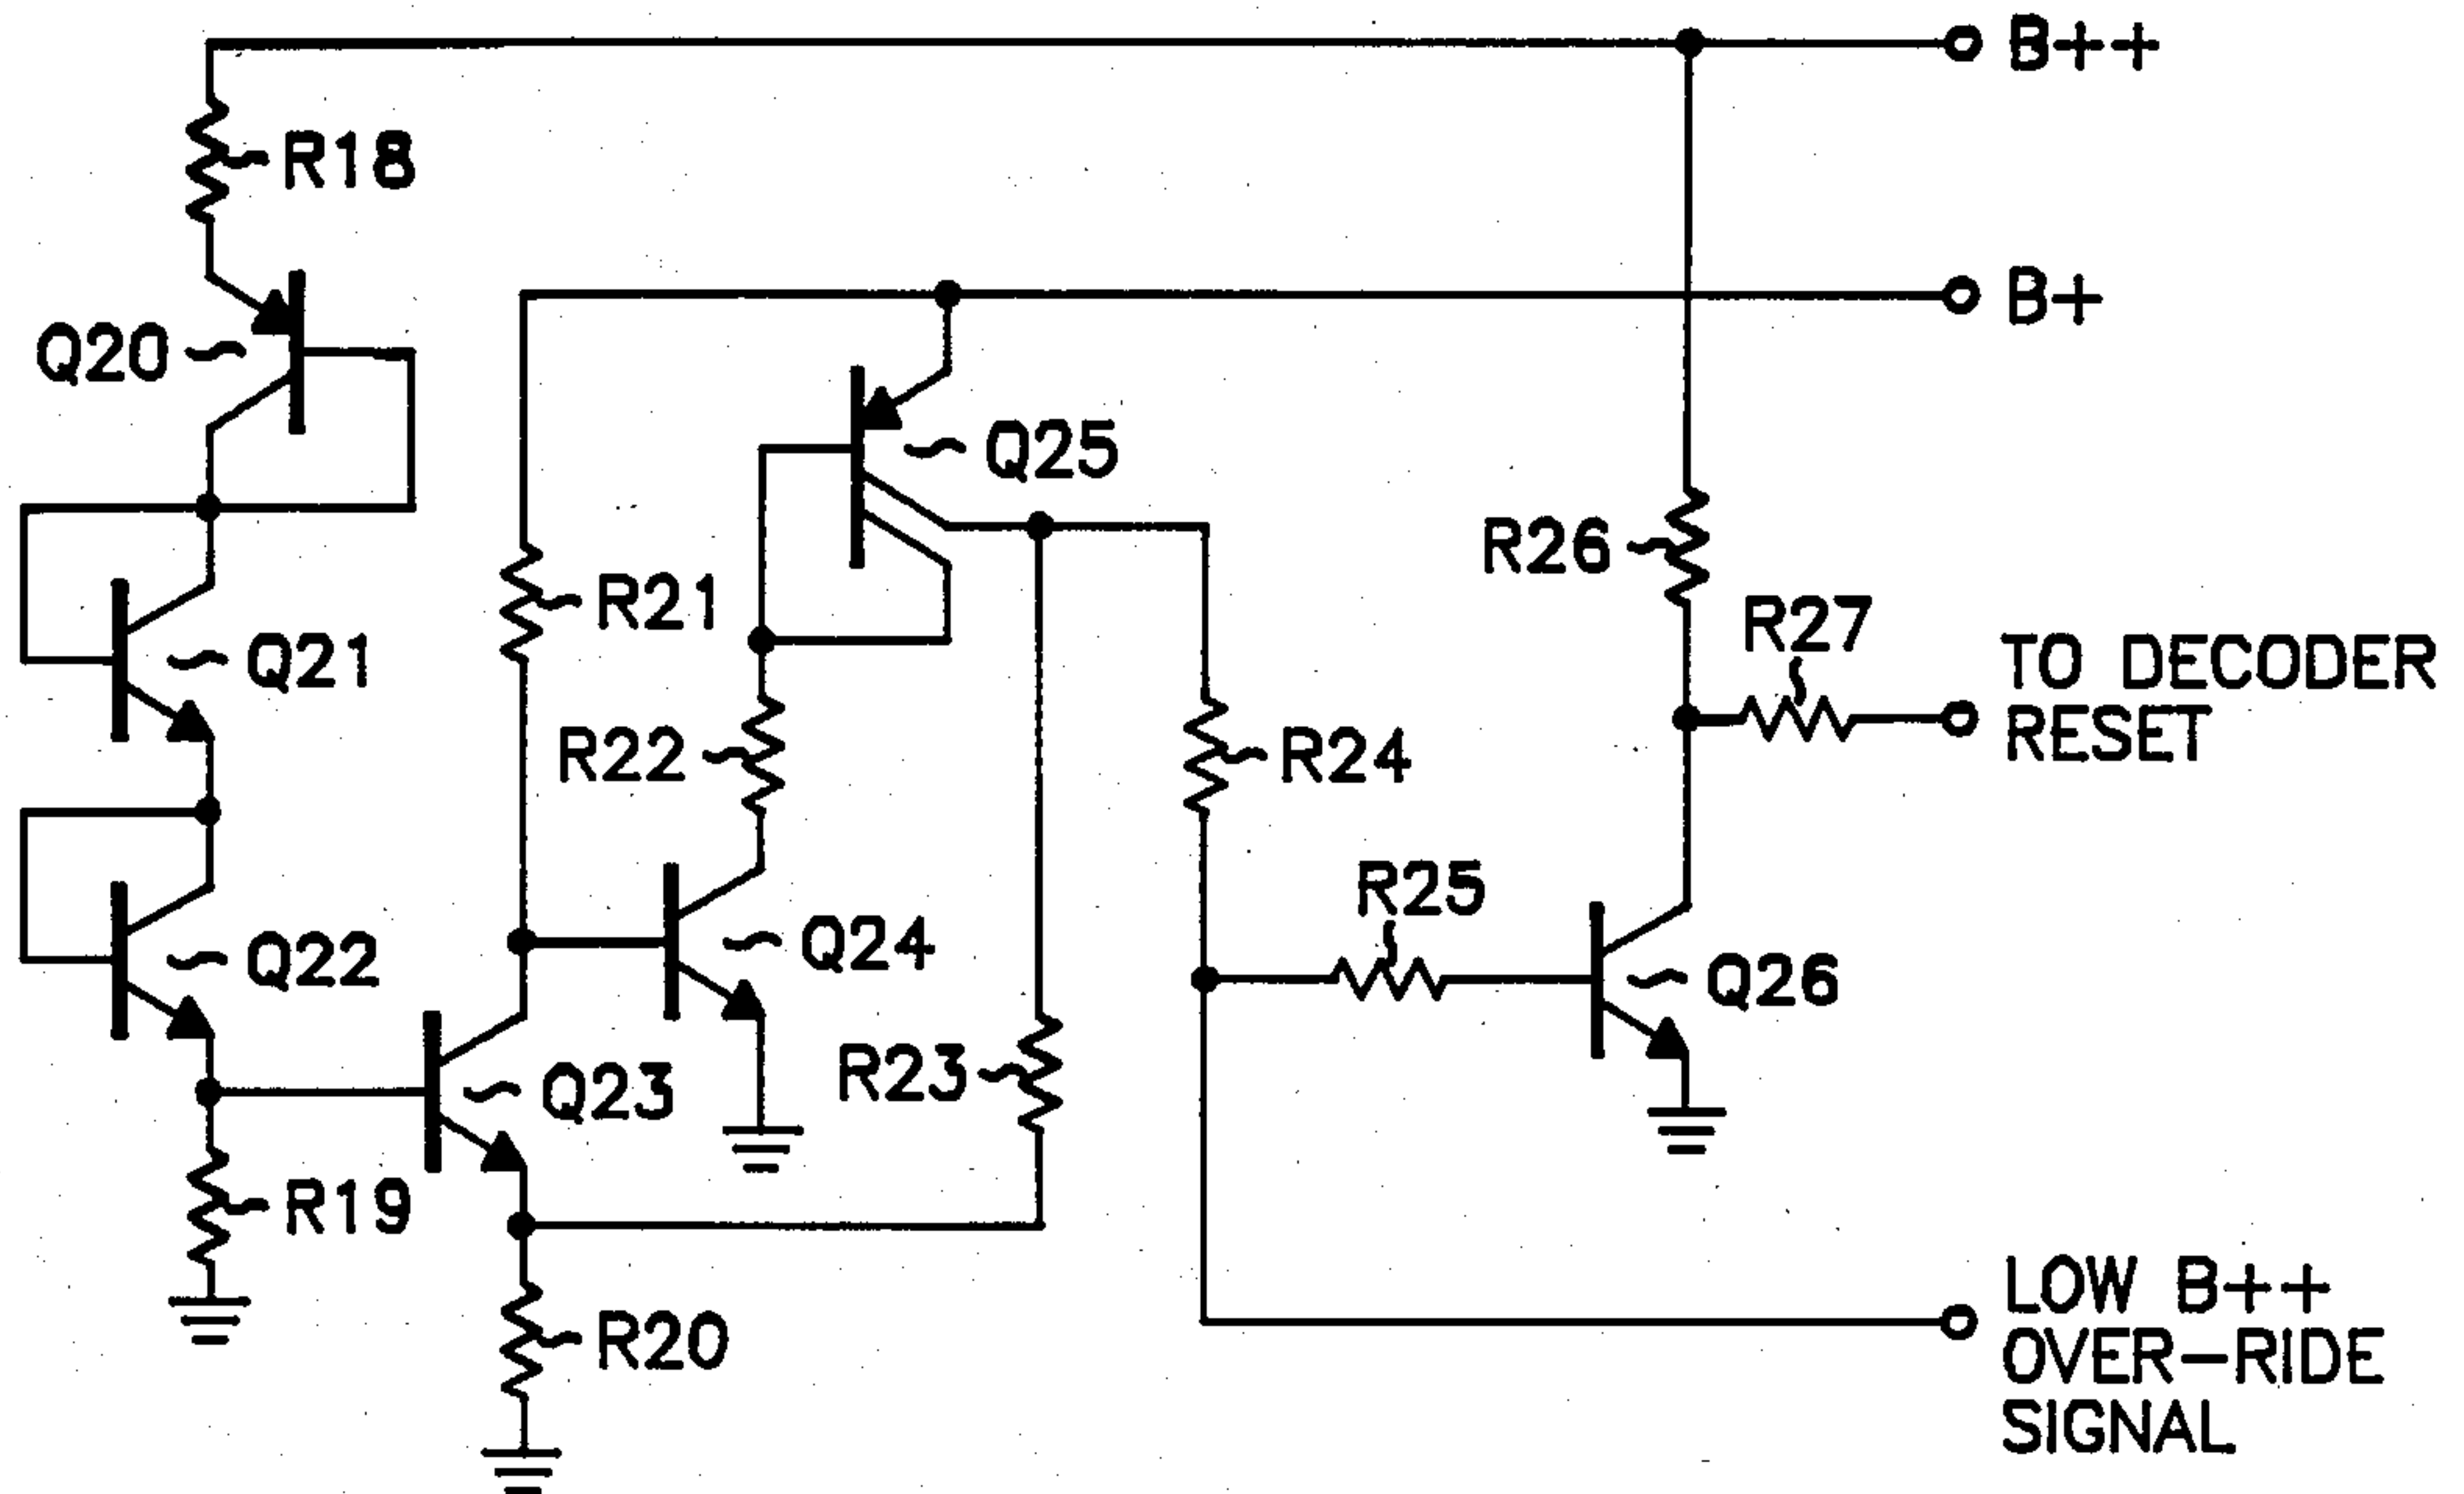 B++
R18
B+
Q20
Q25
R26
R21
R27
Q21
TO DECODER
RESET
R22
R24
R25
Q24
Q22
Q26
R23
Q23
R19
LOW B++
OVER-RIDE
SIGNAL
R20